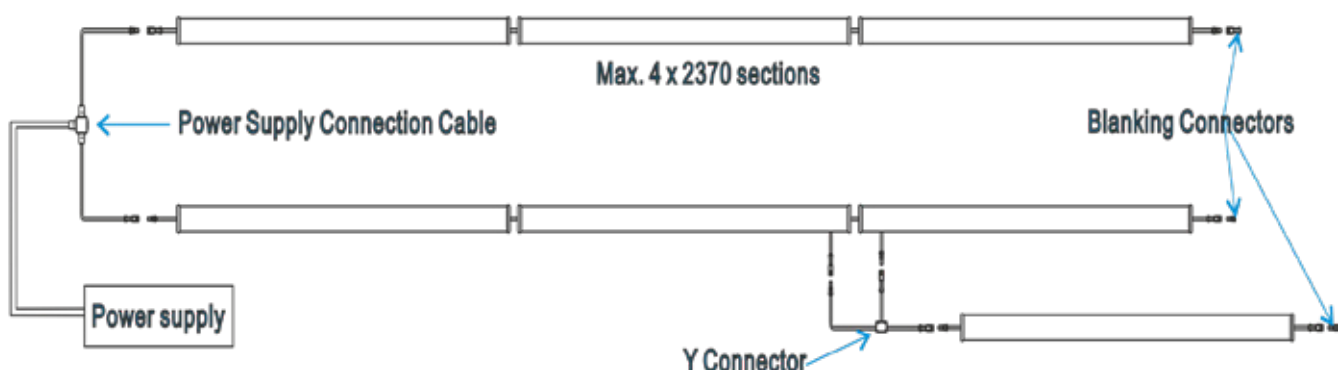 Max. 4 x 2370 sections
Power Supply Connection Cable
Blanking Connectors
Power supply
Y Connector